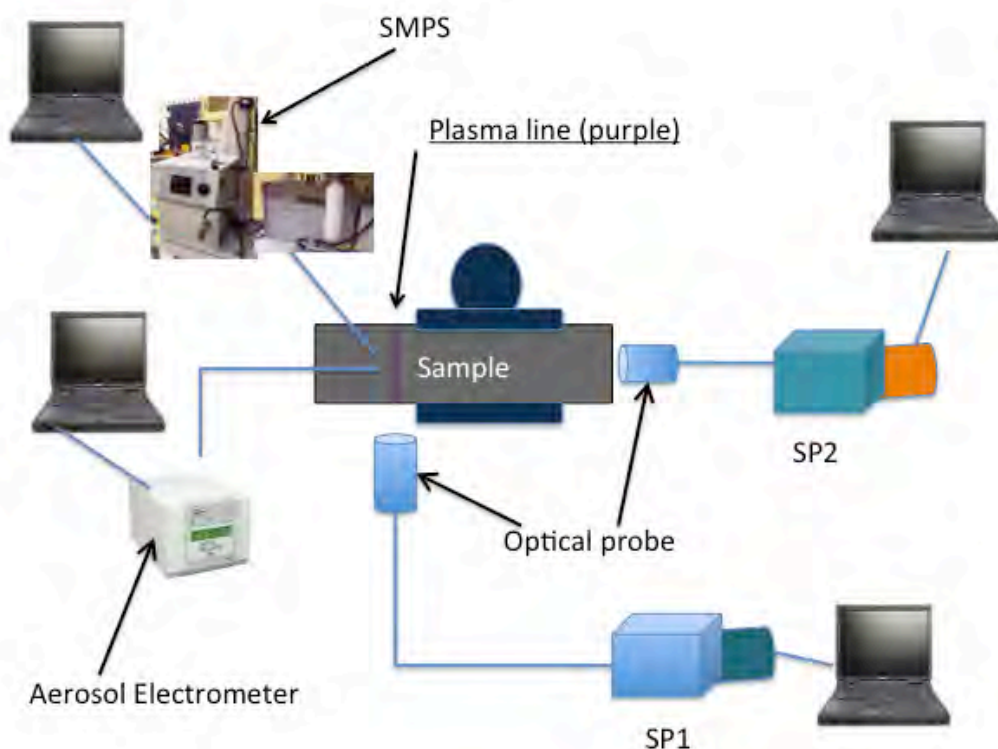 SMPS
Plasma line (purple)
Sample
SP2
Optical probe
Aerosol Electrometer
SP1